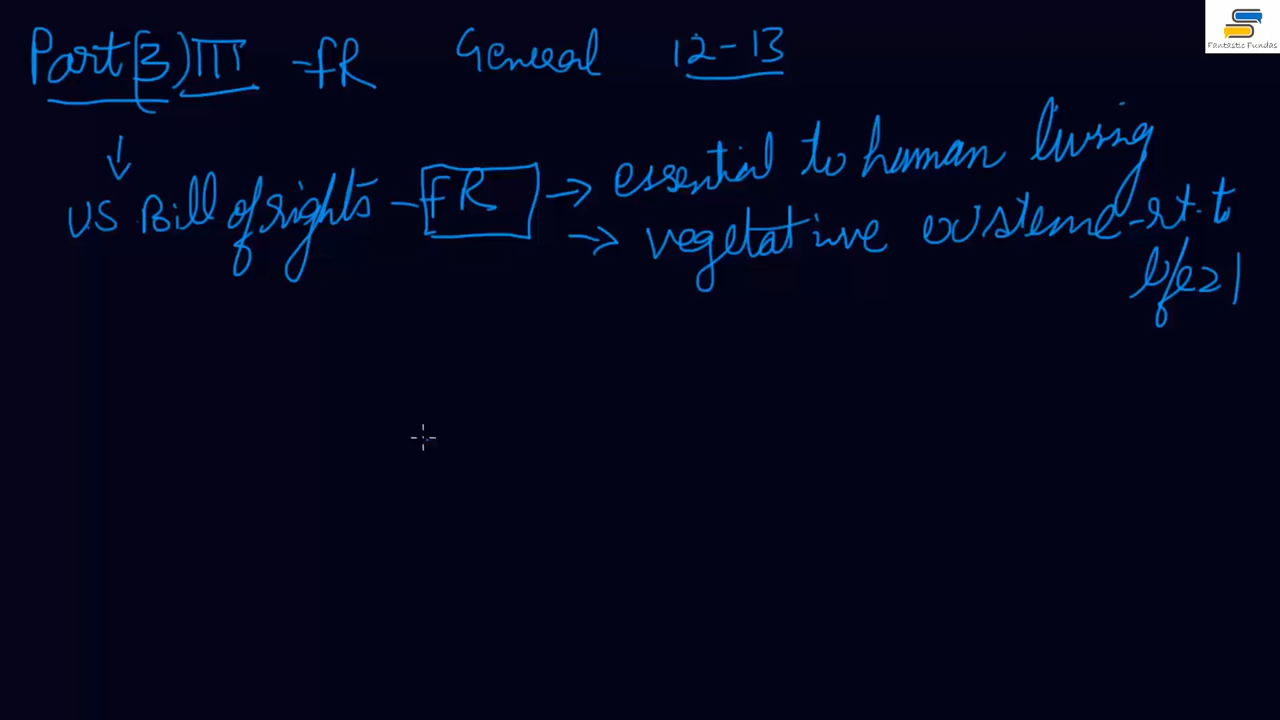 Part(3)III -FR General 12-13
US Bill of rights - FR → essential to human living
→ vegetative existence - rt. to
life 21
Fantastic Fundas